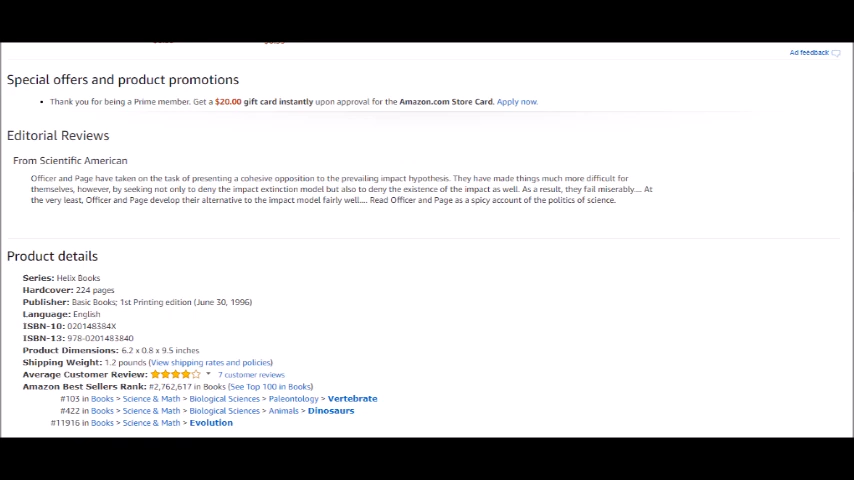 Ad feedback
Special offers and product promotions
• Thank you for being a Prime member. Get a $20.00 gift card instantly upon approval for the Amazon.com Store Card. Apply now.
Editorial Reviews
From Scientific American
Officer and Page have taken on the task of presenting a cohesive opposition to the prevailing impact hypothesis. They have made things much more difficult for
themselves, however, by seeking not only to deny the impact extinction model but also to deny the existence of the impact as well. As a result, they fail miserably.... At
the very least, Officer and Page develop their alternative to the impact model fairly well.... Read Officer and Page as a spicy account of the politics of science.
Product details
Series: Helix Books
Hardcover: 224 pages
Publisher: Basic Books; 1st Printing edition (June 30, 1996)
Language: English
ISBN-10: 020148384X
ISBN-13: 978-0201483840
Product Dimensions: 6.2 x 0.8 x 9.5 inches
Shipping Weight: 1.2 pounds (View shipping rates and policies)
Average Customer Review: 7 customer reviews
Amazon Best Sellers Rank: #2,762,617 in Books (See Top 100 in Books)
#103 in Books > Science & Math > Biological Sciences > Paleontology > Vertebrate
#422 in Books > Science & Math > Biological Sciences > Animals > Dinosaurs
#11916 in Books > Science & Math > Evolution